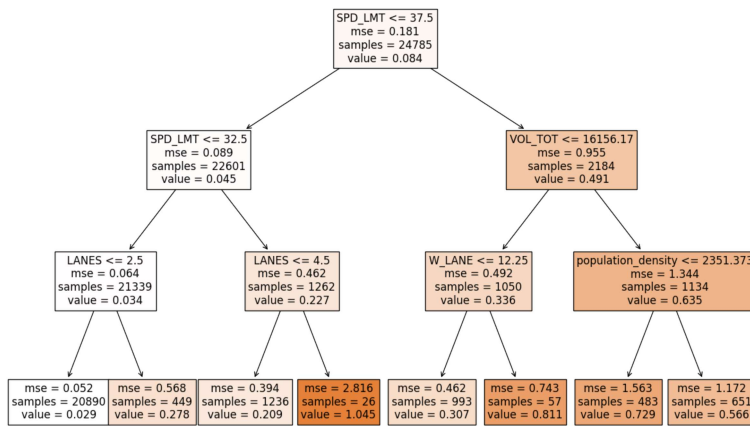 SPD_LMT <= 37.5
mse = 0.181
samples = 24785
value = 0.084
SPD_LMT <= 32.5
mse = 0.089
samples = 22601
value = 0.045
VOL_TOT <= 16156.17
mse = 0.955
samples = 2184
value = 0.491
LANES <= 2.5
mse = 0.064
samples = 21339
value = 0.034
LANES <= 4.5
mse = 0.462
samples = 1262
value = 0.227
W_LANE <= 12.25
mse = 0.492
samples = 1050
value = 0.336
population_density <= 2351.373
mse = 1.344
samples = 1134
value = 0.635
mse = 0.052
samples = 20890
value = 0.029
mse = 0.568
samples = 449
value = 0.278
mse = 0.394
samples = 1236
value = 0.209
mse = 2.816
samples = 26
value = 1.045
mse = 0.462
samples = 993
value = 0.307
mse = 0.743
samples = 57
value = 0.811
mse = 1.563
samples = 483
value = 0.729
mse = 1.172
samples = 651
value = 0.566